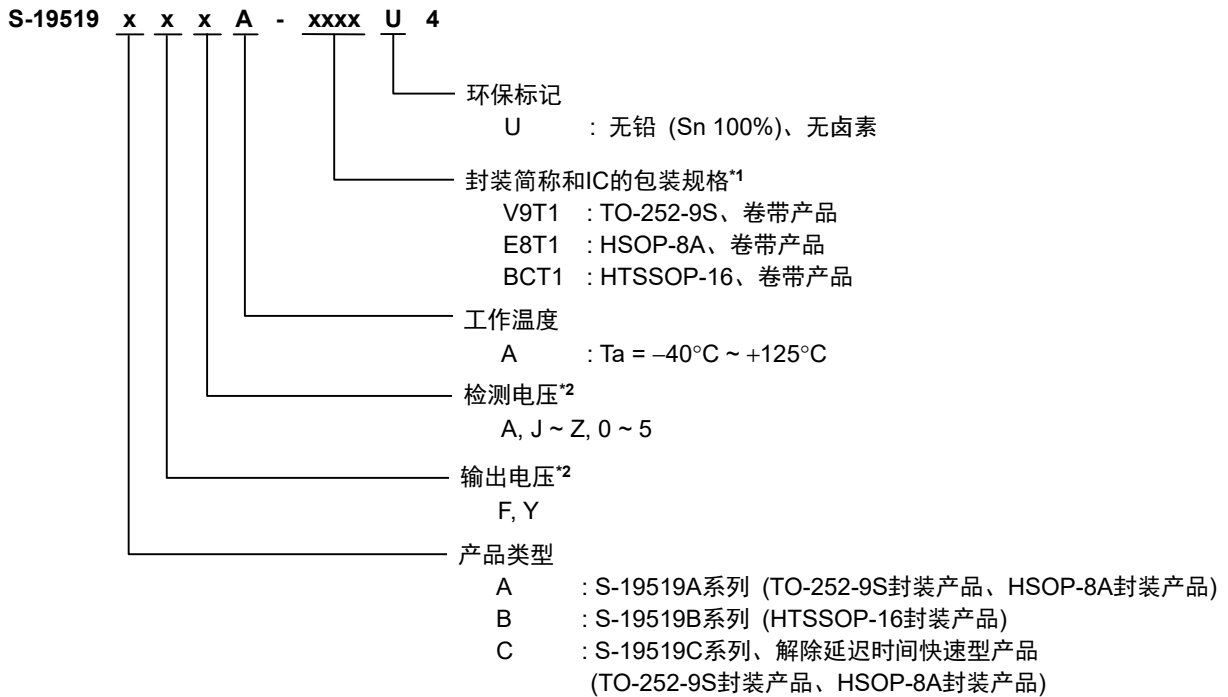 S-19519 x x x A - xxxx U 4
环保标记
U : 无铅 (Sn 100%)、无卤素
封装简称和IC的包装规格*1
V9T1 : TO-252-9S、卷带产品
E8T1 : HSOP-8A、卷带产品
BCT1 : HTSSOP-16、卷带产品
工作温度
A : Ta = −40°C ~ +125°C
检测电压*2
A, J ~ Z, 0 ~ 5
输出电压*2
F, Y
产品类型
A : S-19519A系列 (TO-252-9S封装产品、HSOP-8A封装产品)
B : S-19519B系列 (HTSSOP-16封装产品)
C : S-19519C系列、解除延迟时间快速型产品
(TO-252-9S封装产品、HSOP-8A封装产品)